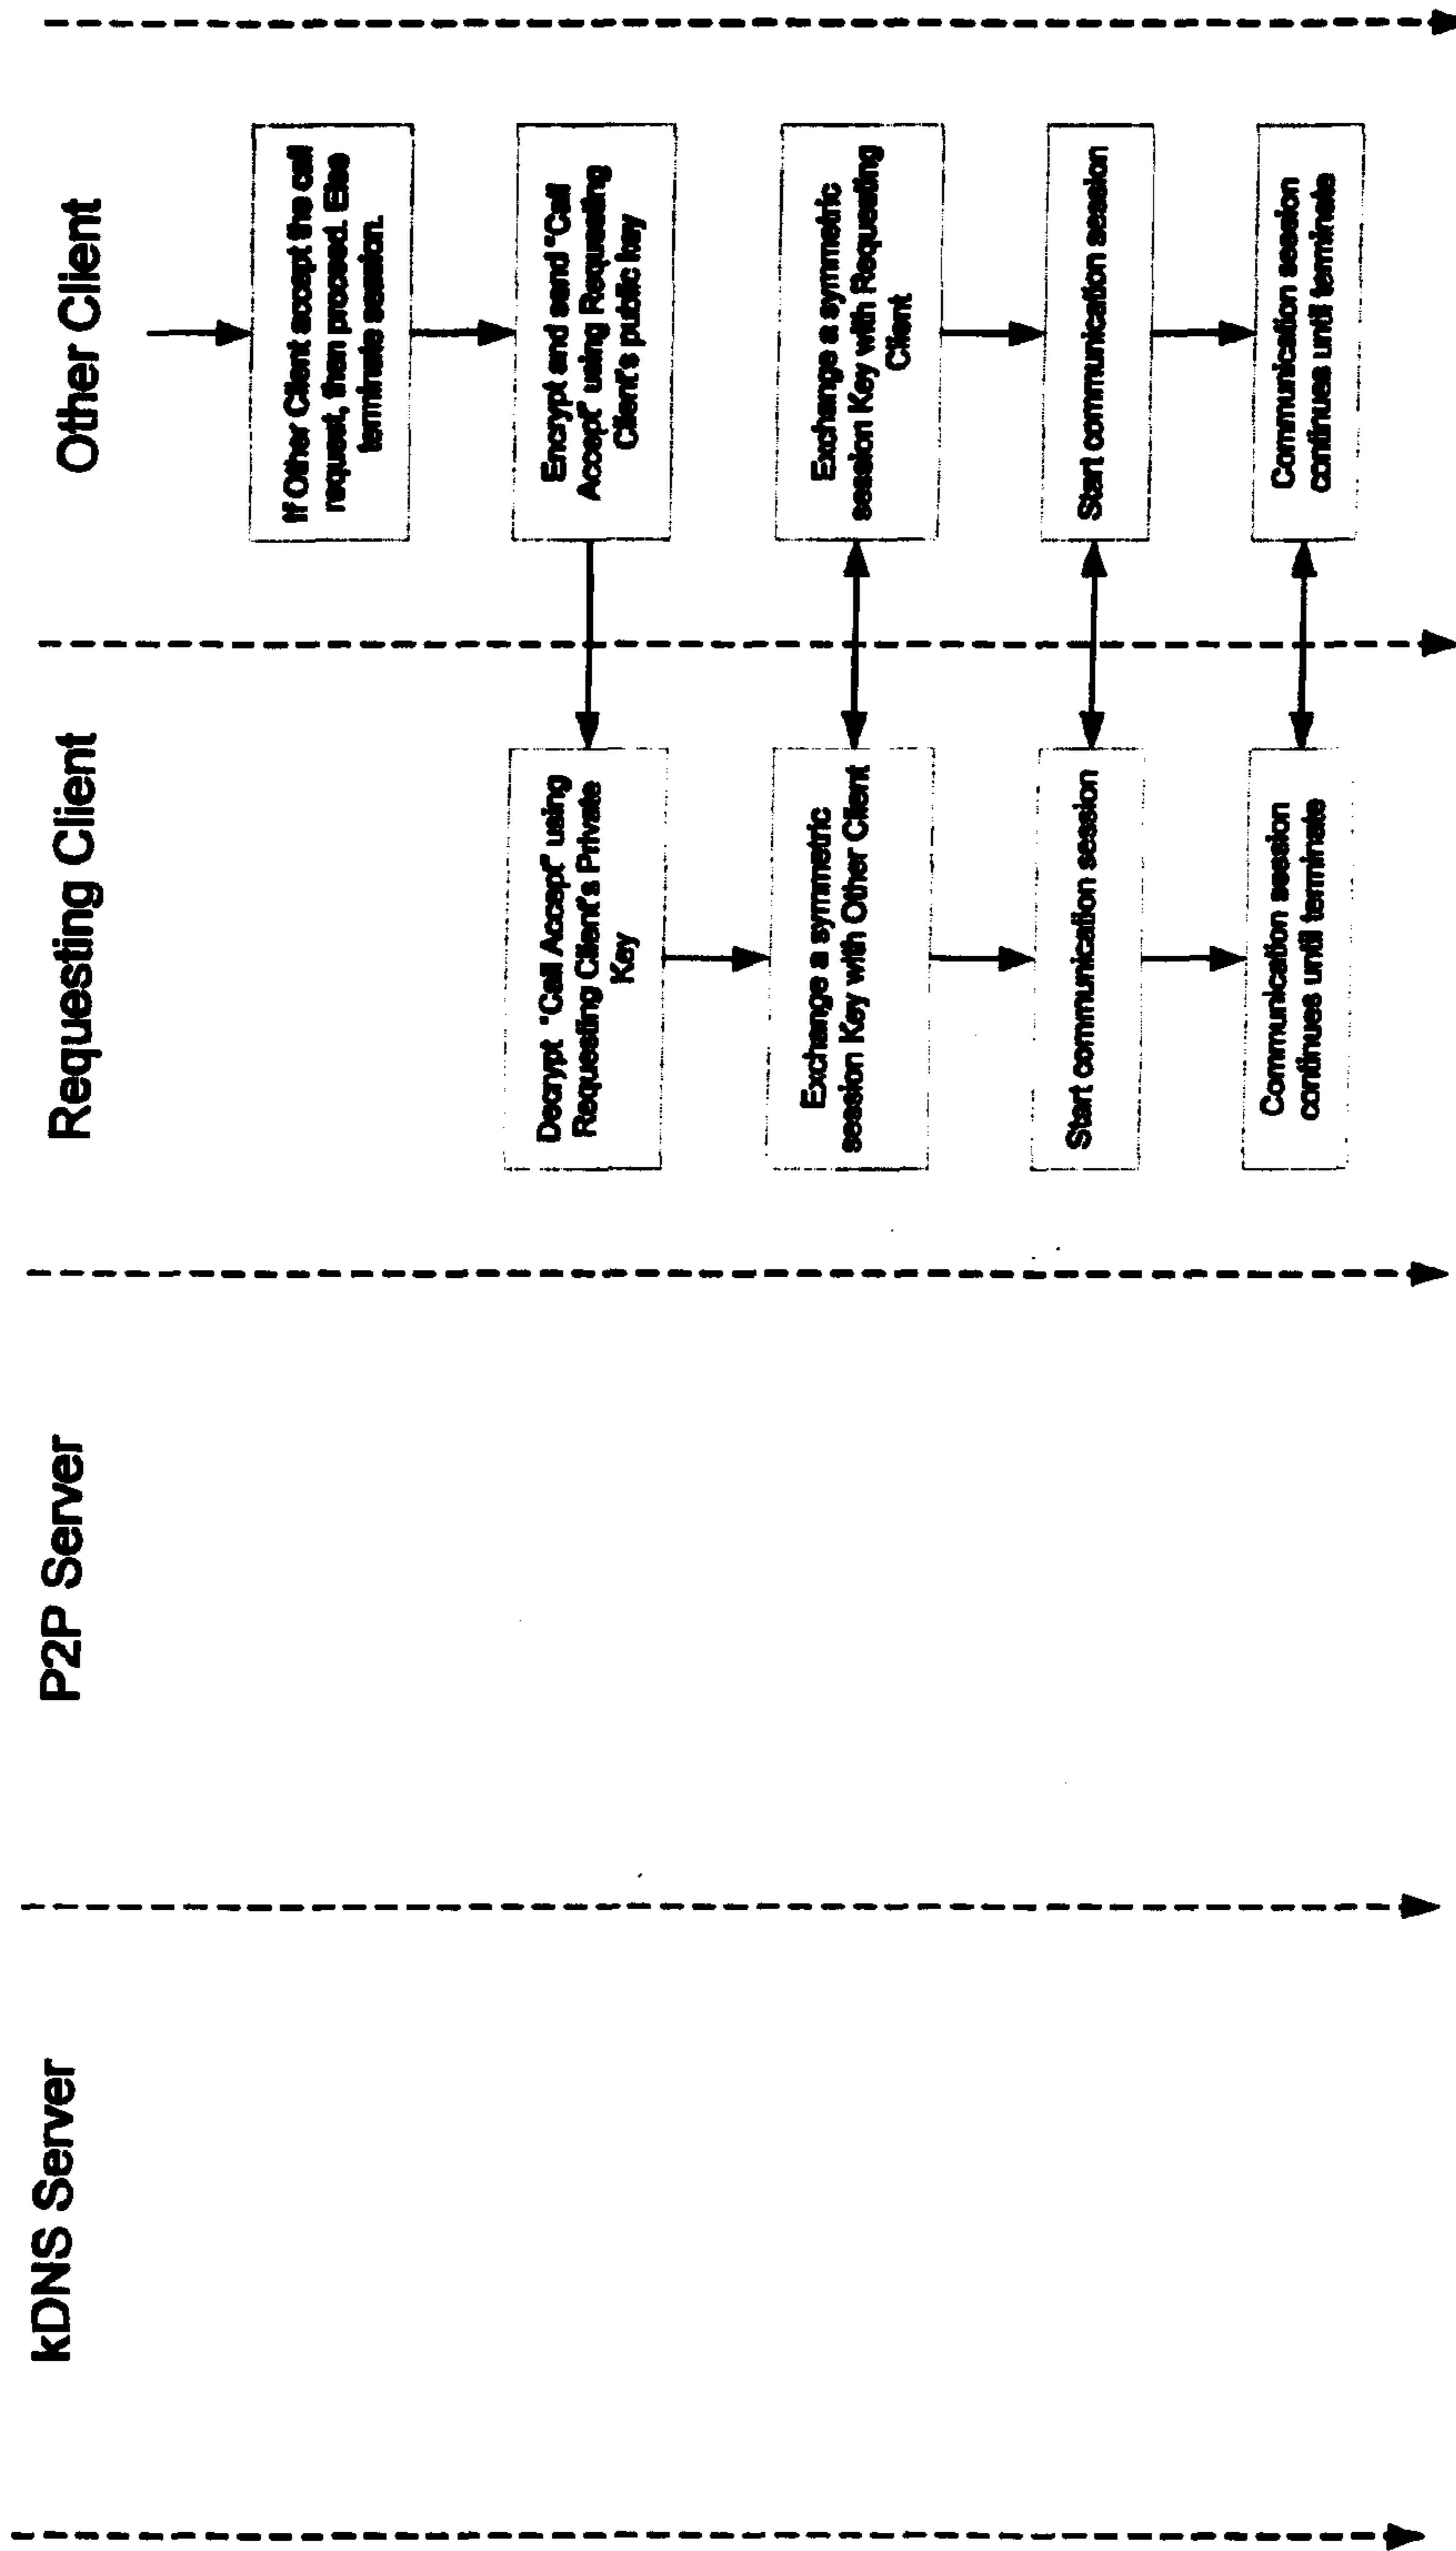 kDNS Server
P2P Server
Requesting Client
Other Client
If Other Client accept the call
request, then proceed. Else
terminate session.
Decrypt "Call Accept" using
Requesting Client's Private
Key
Encrypt and send "Call
Accept" using Requesting
Client's public key
Exchange a symmetric
session Key with Other Client
Exchange a symmetric
session Key with Requesting
Client
Start communication session
Start communication session
Communication session
continues until terminate
Communication session
continues until terminate